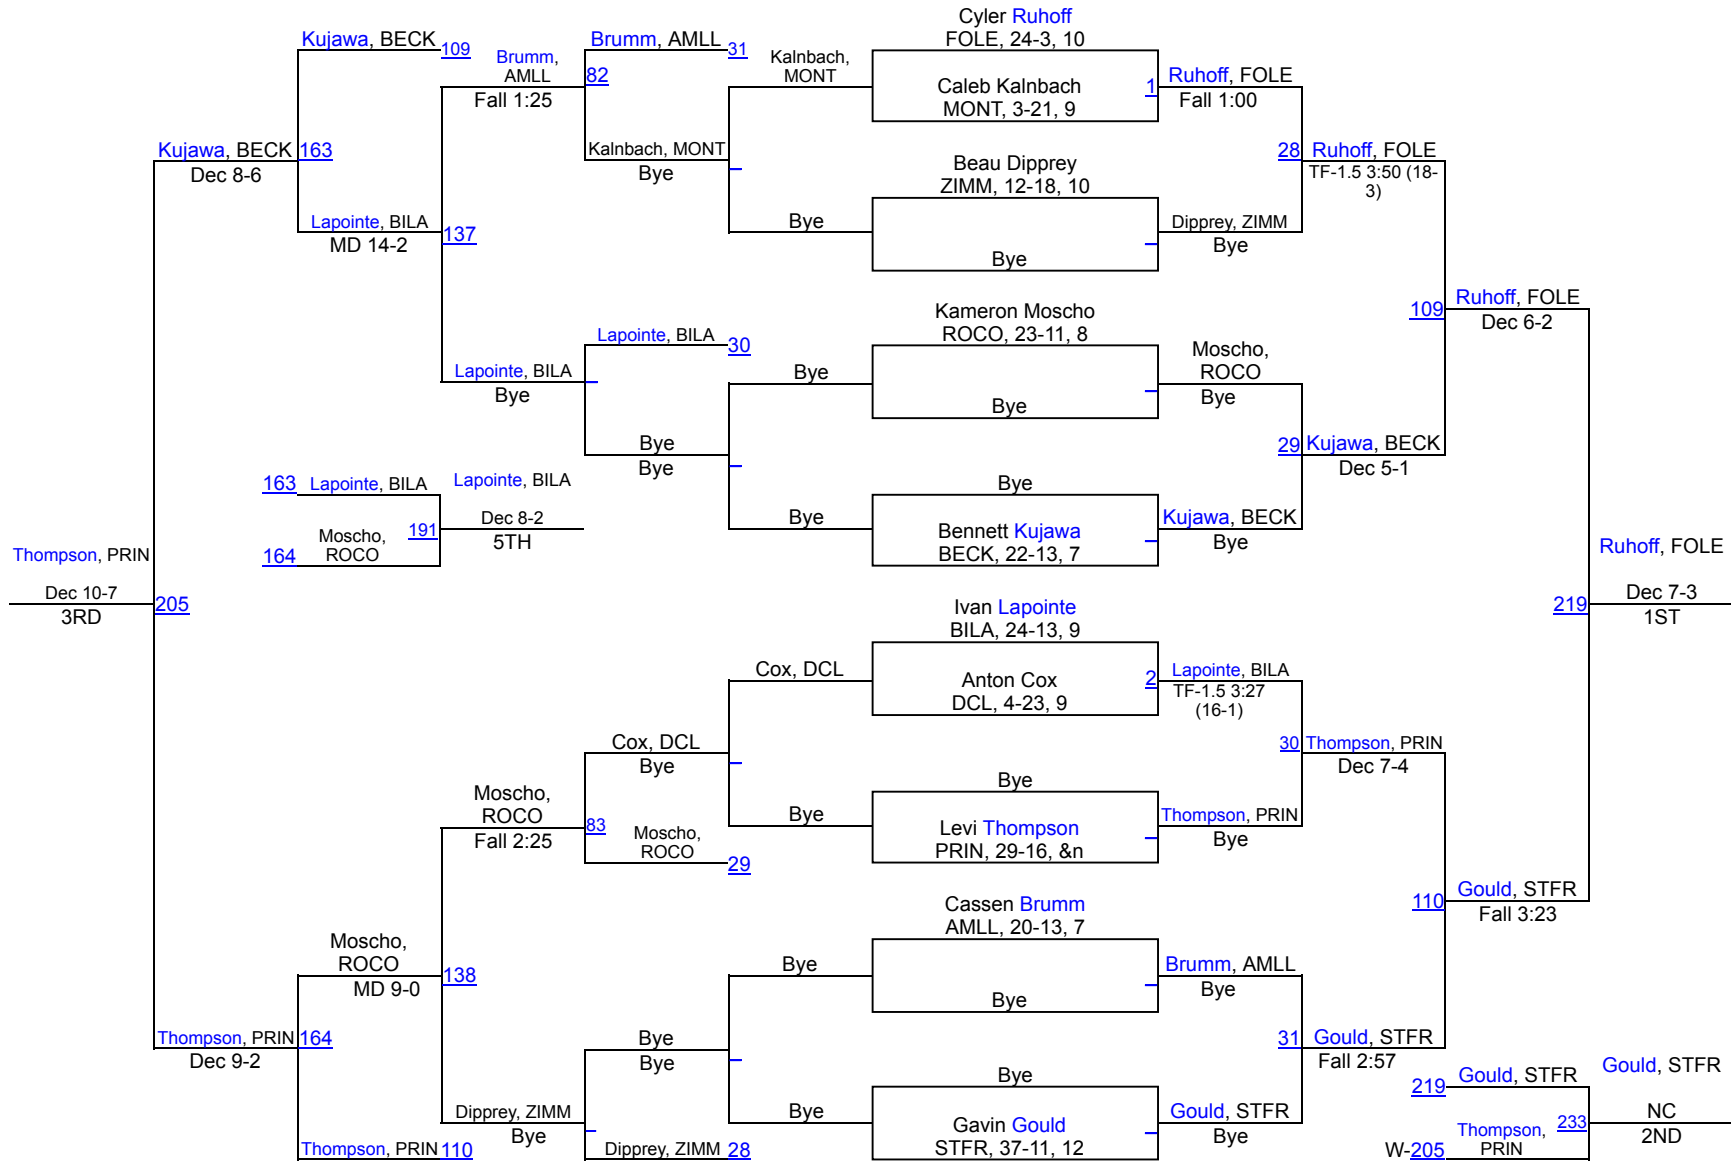 Cyler Ruhoff
FOLE, 24-3, 10
Caleb Kalnbach
MONT, 3-21, 9
Beau Dipprey
ZIMM, 12-18, 10
Bye
Kameron Moscho
ROCO, 23-11, 8
Bye
Bye
Bennett Kujawa
BECK, 22-13, 7
Ivan Lapointe
BILA, 24-13, 9
Anton Cox
DCL, 4-23, 9
Bye
Levi Thompson
PRIN, 29-16, &n
Cassen Brumm
AMLL, 20-13, 7
Bye
Bye
Gavin Gould
STFR, 37-11, 12
1
Ruhoff, FOLE
Fall 1:00
Dipprey, ZIMM
Bye
Moscho,
ROCO
Bye
Kujawa, BECK
Bye
2
Lapointe, BILA
TF-1.5 3:27
(16-1)
Thompson, PRIN
Bye
Brumm, AMLL
Bye
Gould, STFR
Bye
28
Ruhoff, FOLE
TF-1.5 3:50 (18-
3)
29
Kujawa, BECK
Dec 5-1
30
Thompson, PRIN
Dec 7-4
31
Gould, STFR
Fall 2:57
109
Ruhoff, FOLE
Dec 6-2
110
Gould, STFR
Fall 3:23
Ruhoff, FOLE
219
Dec 7-3
1ST
219
Gould, STFR
Gould, STFR
233
NC
2ND
Thompson,
PRIN
W-205
Kalnbach,
MONT
Bye
Bye
Bye
Cox, DCL
Bye
Bye
Bye
Brumm, AMLL
31
Kalnbach, MONT
Bye
Lapointe, BILA
30
Bye
Bye
Cox, DCL
Bye
Moscho,
ROCO
29
Bye
Bye
Dipprey, ZIMM
28
Brumm,
AMLL
82
Fall 1:25
Lapointe, BILA
Bye
Moscho,
ROCO
83
Fall 2:25
Dipprey, ZIMM
Bye
Kujawa, BECK
109
Lapointe, BILA
137
MD 14-2
Moscho,
ROCO
138
MD 9-0
Thompson, PRIN
110
Kujawa, BECK
163
Dec 8-6
Thompson, PRIN
164
Dec 9-2
163
Lapointe, BILA
Moscho,
ROCO
164
191
Lapointe, BILA
Dec 8-2
5TH
Thompson, PRIN
Dec 10-7
205
3RD